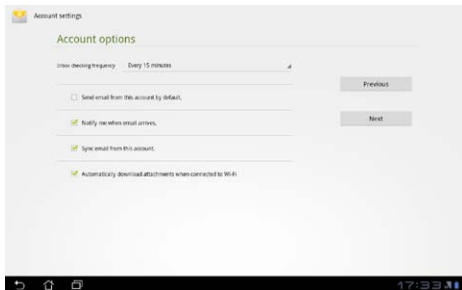 Account settings
Account options
Inbox checking frequency Every 15 minutes
Previous
Send email from this account by default.
Notify me when email arrives.
Next
Sync email from this account.
Automatically download attachments when connected to Wi-Fi
17:33